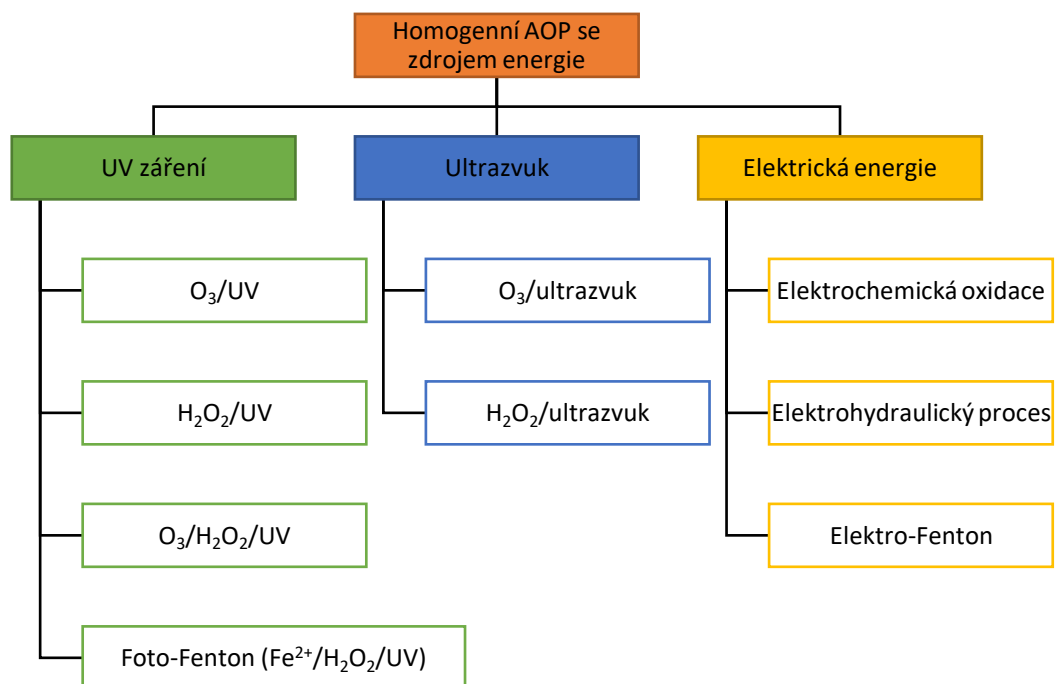 Homogenní AOP se
zdrojem energie
UV záření
O₃/UV
H₂O₂/UV
O₃/H₂O₂/UV
Foto-Fenton (Fe²⁺/H₂O₂/UV)
Ultrazvuk
O₃/ultrazvuk
H₂O₂/ultrazvuk
Elektrická energie
Elektrochemická oxidace
Elektrohydraulický proces
Elektro-Fenton